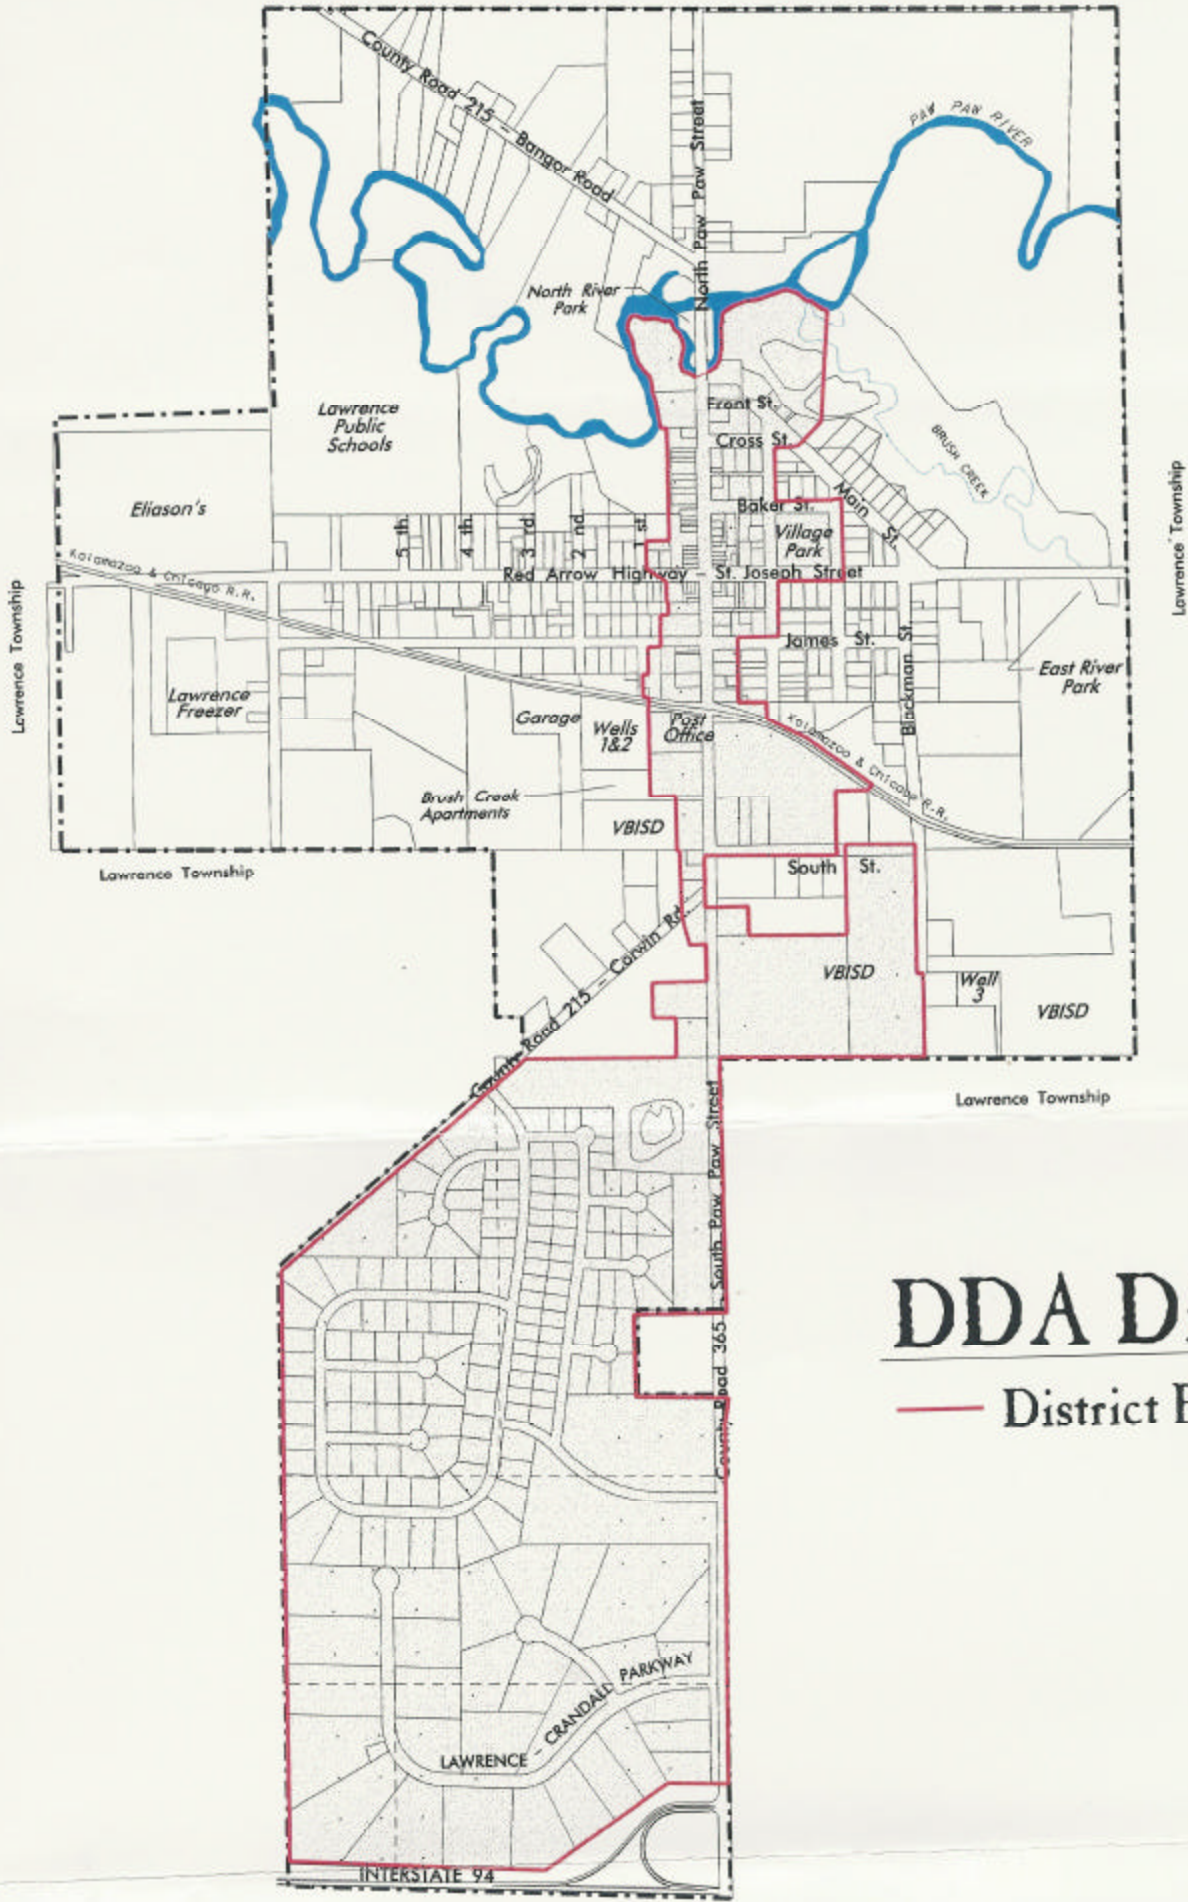 County Road 215 - Bangor Road
North Paw Paw Street
PAW PAW RIVER
North River
Park
Lawrence
Public
Schools
Front St.
Cross St.
BRUSH CREEK
Eliason's
Baker St.
Main St.
Village
Park
5 th.
4 th.
3 rd.
2 nd.
1 st.
Lawrence Township
Kalamazoo & Chicago R.R.
Red Arrow Highway - St. Joseph Street
Lawrence Township
James St.
Blackman St.
East River
Park
Lawrence
Freezer
Garage
Wells
1&2
Post
Office
Kalamazoo & Chicago R.R.
Brush Creek
Apartments
VBISD
Lawrence Township
South St.
County Road 215 - Corwin Rd.
VBISD
Well
3
VBISD
Lawrence Township
County Road 365 - South Paw Paw Street
DDA D
District
LAWRENCE - CRANDALL PARKWAY
INTERSTATE 94